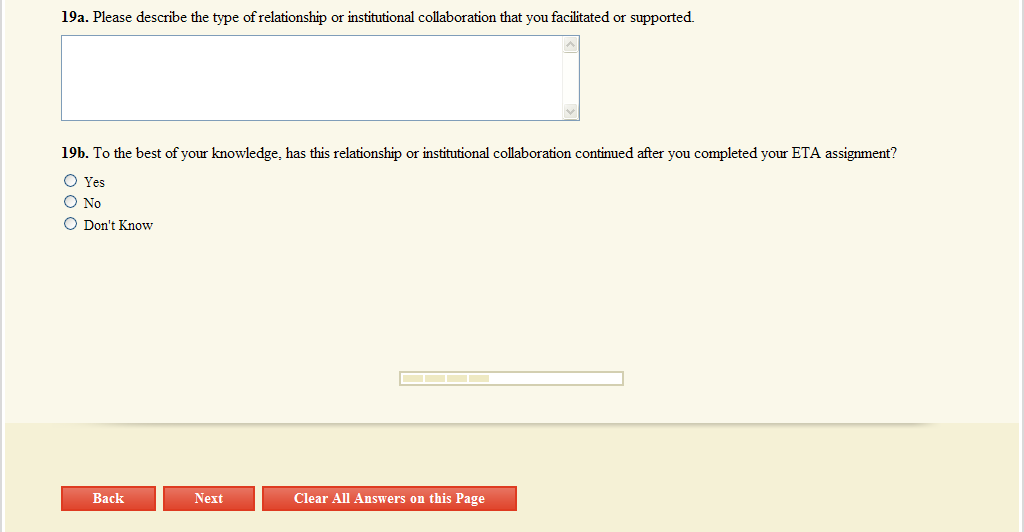 19a. Please describe the type of relationship or institutional collaboration that you facilitated or supported.
19b. To the best of your knowledge, has this relationship or institutional collaboration continued after you completed your ETA assignment?
Yes
No
Don't Know
Back Next Clear All Answers on this Page